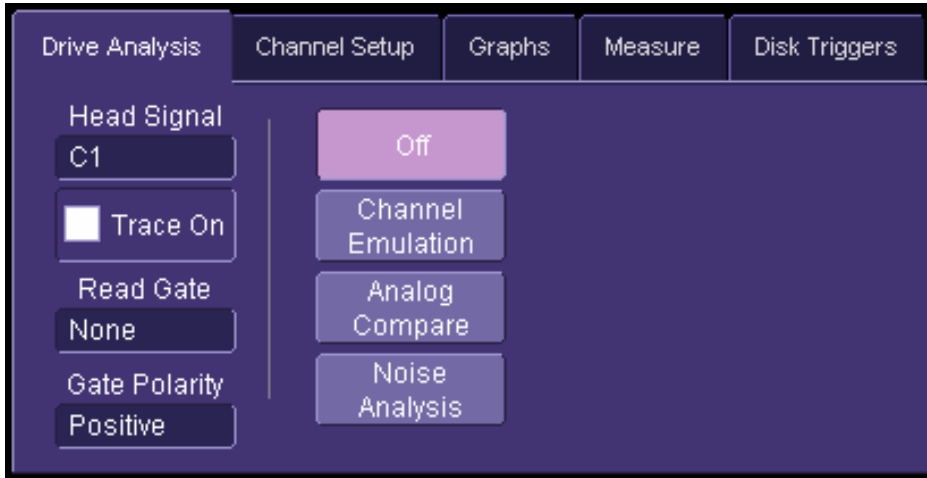 Drive Analysis
Channel Setup
Graphs
Measure
Disk Triggers
Head Signal
C1
Trace On
Read Gate
None
Gate Polarity
Positive
Off
Channel
Emulation
Analog
Compare
Noise
Analysis